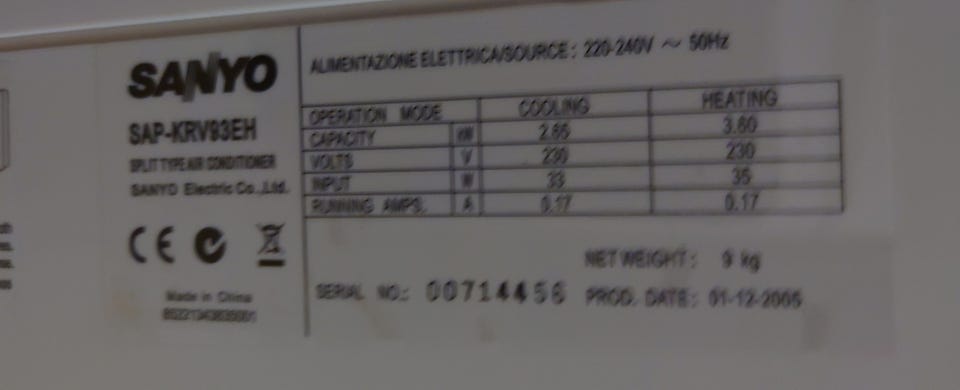 SANYO
SAP-KRV93EH
SPLIT TYPE AIR CONDITIONER
SANYO Electric Co.,Ltd.
CE
Made in China
ALIMENTAZIONE ELETTRICA/SOURCE: 220-240V ~ 50Hz
OPERATION MODE COOLING HEATING
CAPACITY kW 2.65 3.60
VOLTS V 230 230
INPUT W 33 35
RUNNING AMPS. A 0.17 0.17
NET WEIGHT: 9 kg
SERIAL NO.: 00714456 PROD. DATE: 01-12-2005